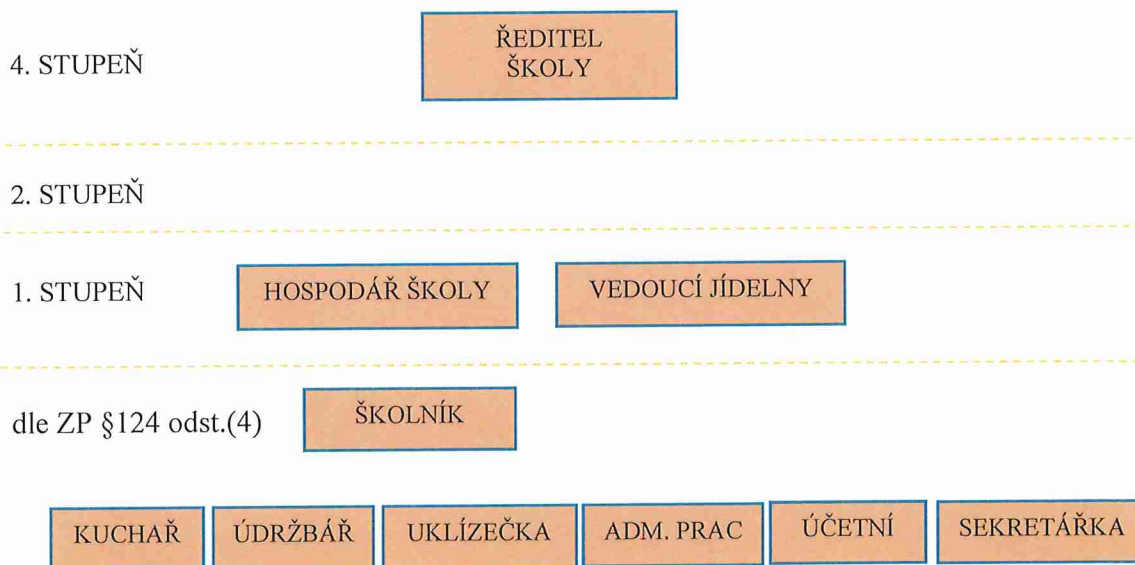 4. STUPEŇ
ŘEDITEL
ŠKOLY
2. STUPEŇ
1. STUPEŇ
HOSPODÁŘ ŠKOLY
VEDOUCÍ JÍDELNY
dle ZP §124 odst.(4)
ŠKOLNÍK
KUCHAŘ
ÚDRŽBÁŘ
UKLÍZEČKA
ADM. PRAC
ÚČETNÍ
SEKRETÁŘKA